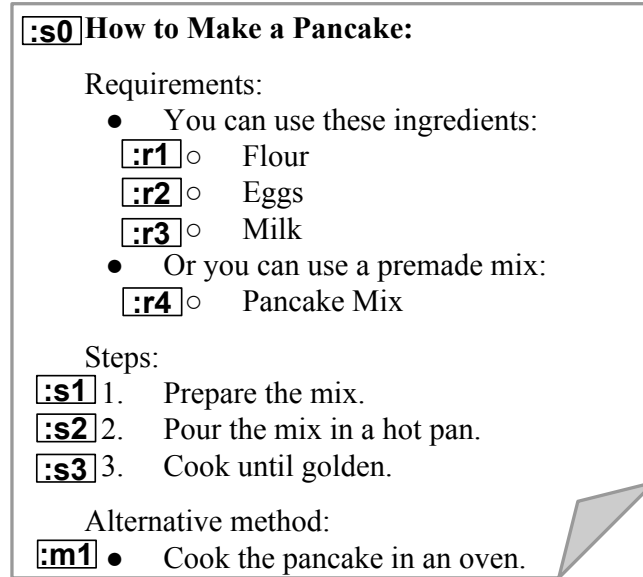 :s0 How to Make a Pancake:
Requirements:
● You can use these ingredients:
:r1 ○ Flour
:r2 ○ Eggs
:r3 ○ Milk
● Or you can use a premade mix:
:r4 ○ Pancake Mix
Steps:
:s1 1. Prepare the mix.
:s2 2. Pour the mix in a hot pan.
:s3 3. Cook until golden.
Alternative method:
:m1 ● Cook the pancake in an oven.